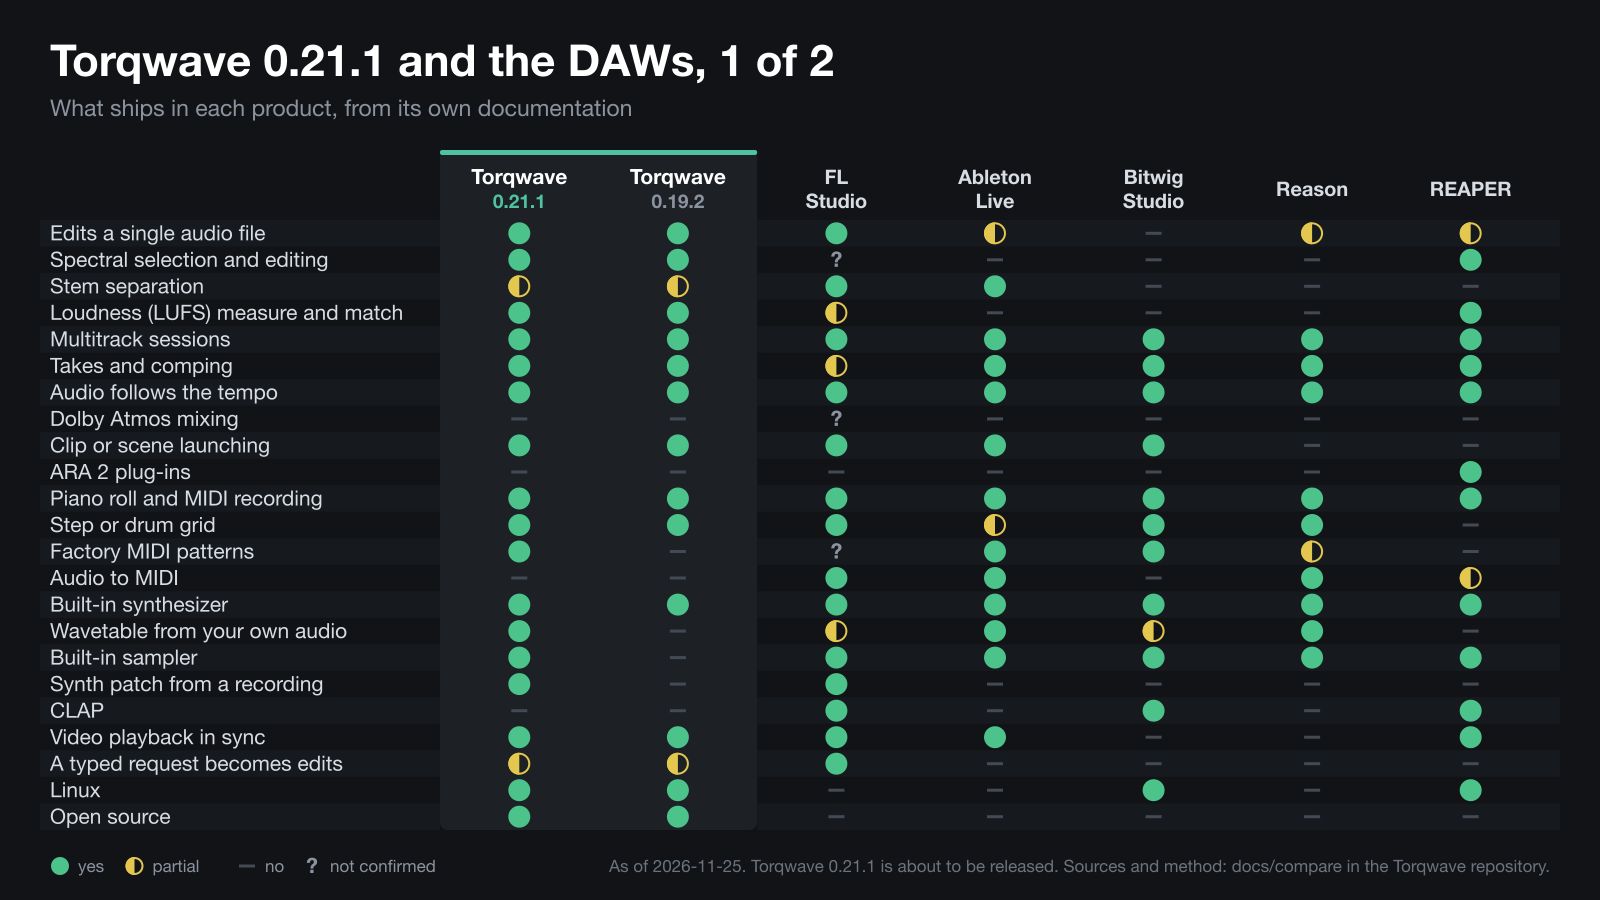 Torqwave 0.21.1 and the DAWs, 1 of 2
What ships in each product, from its own documentation
Torqwave 0.21.1
Torqwave 0.19.2
FL Studio
Ableton Live
Bitwig Studio
Reason
REAPER
Edits a single audio file
Spectral selection and editing ?
Stem separation
Loudness (LUFS) measure and match
Multitrack sessions
Takes and comping
Audio follows the tempo
Dolby Atmos mixing ?
Clip or scene launching
ARA 2 plug-ins
Piano roll and MIDI recording
Step or drum grid
Factory MIDI patterns ?
Audio to MIDI
Built-in synthesizer
Wavetable from your own audio
Built-in sampler
Synth patch from a recording
CLAP
Video playback in sync
A typed request becomes edits
Linux
Open source
yes partial no ? not confirmed
As of 2026-11-25. Torqwave 0.21.1 is about to be released. Sources and method: docs/compare in the Torqwave repository.